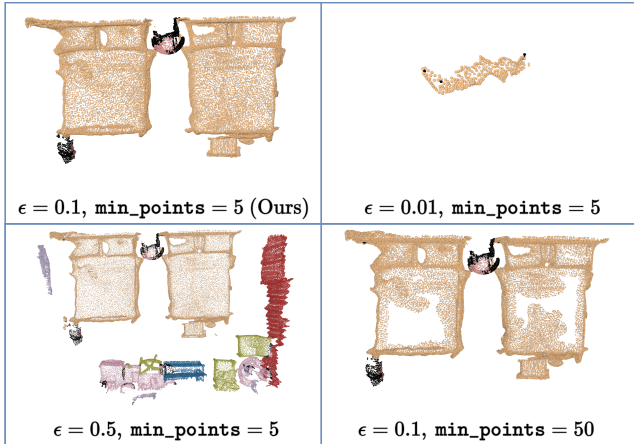 ϵ = 0.1, min_points = 5 (Ours)
ϵ = 0.01, min_points = 5
ϵ = 0.5, min_points = 5
ϵ = 0.1, min_points = 50